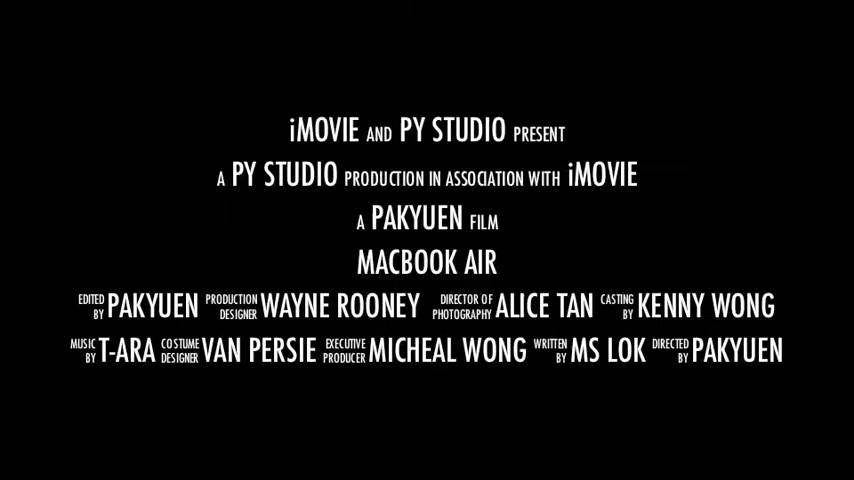 iMOVIE AND PY STUDIO PRESENT
A PY STUDIO PRODUCTION IN ASSOCIATION WITH iMOVIE
A PAKYUEN FILM
MACBOOK AIR
EDITED BY PAKYUEN PRODUCTION DESIGNER WAYNE ROONEY DIRECTOR OF PHOTOGRAPHY ALICE TAN CASTING BY KENNY WONG
MUSIC BY T-ARA COSTUME DESIGNER VAN PERSIE EXECUTIVE PRODUCER MICHEAL WONG WRITTEN BY MS LOK DIRECTED BY PAKYUEN